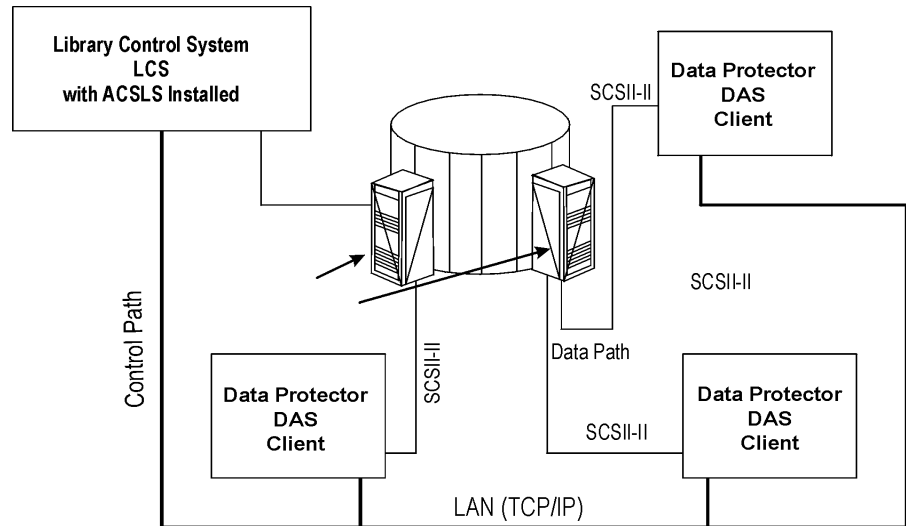 Library Control System
LCS
with ACSLS Installed
Data Protector
DAS
Client
SCSII-II
SCSII-II
Control Path
SCSII-II
Data Path
Data Protector
DAS
Client
SCSII-II
Data Protector
DAS
Client
LAN (TCP/IP)